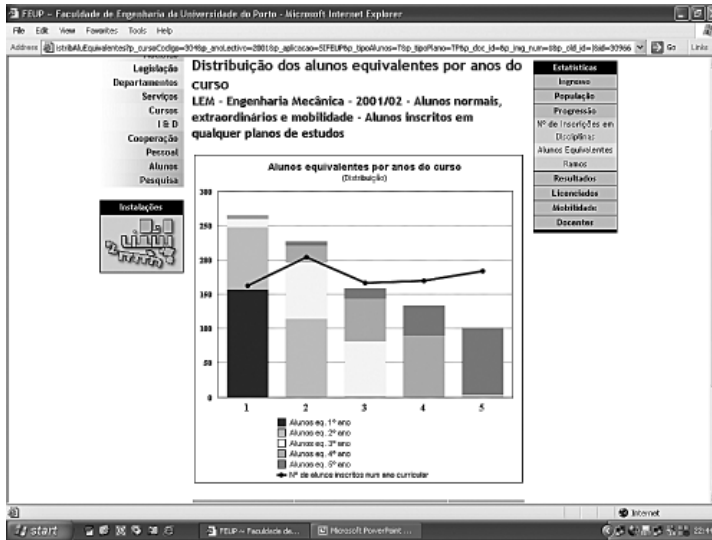 FEUP ~ Faculdade de Engenharia da Universidade do Porto - Microsoft Internet Explorer
File Edit View Favorites Tools Help
Address
Go Links
Legislação
Departamentos
Serviços
Cursos
I & D
Cooperação
Pessoal
Alunos
Pesquisa
Instalações
Distribuição dos alunos equivalentes por anos do
curso
LEM - Engenharia Mecânica - 2001/02 - Alunos normais,
extraordinários e mobilidade - Alunos inscritos em
qualquer planos de estudos
Alunos equivalentes por anos do curso
(Distribuição)
300
250
200
150
100
50
0
1 2 3 4 5
Alunos eq. 1º ano
Alunos eq. 2º ano
Alunos eq. 3º ano
Alunos eq. 4º ano
Alunos eq. 5º ano
Nº de alunos inscritos num ano curricular
Estatísticas
Ingresso
População
Progressão
Nº de Inscrições em
Disciplinas
Alunos Equivalentes
Ramos
Resultados
Licenciados
Mobilidade
Docentes
Internet
start
FEUP ~ Faculdade de...
Microsoft PowerPoint ...